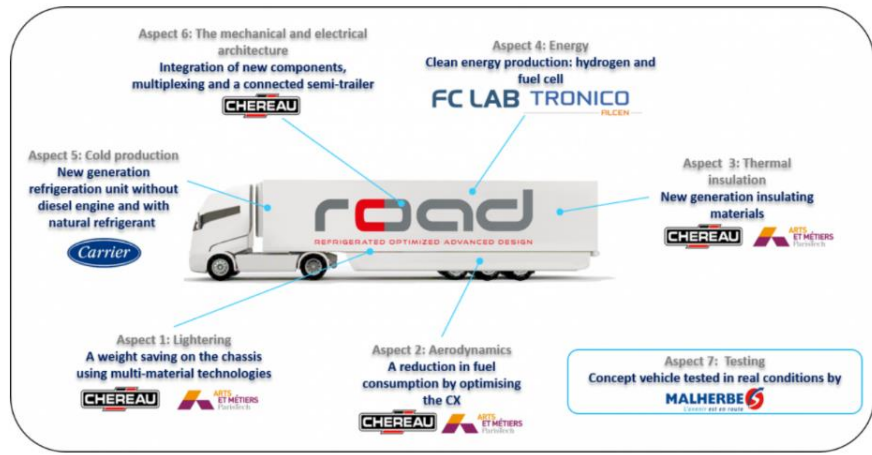 Aspect 6: The mechanical and electrical
architecture
Integration of new components,
multiplexing and a connected semi-trailer
CHEREAU
Aspect 4: Energy
Clean energy production: hydrogen and
fuel cell
FC LAB TRONICO
ALCEN
Aspect 5: Cold production
New generation
refrigeration unit without
diesel engine and with
natural refrigerant
Carrier
Aspect 3: Thermal
insulation
New generation insulating
materials
CHEREAU ARTS
ET MÉTIERS
ParisTech
road
REFRIGERATED OPTIMIZED ADVANCED DESIGN
Aspect 1: Lightering
A weight saving on the chassis
using multi-material technologies
CHEREAU ARTS
ET MÉTIERS
ParisTech
Aspect 2: Aerodynamics
A reduction in fuel
consumption by optimising
the CX
CHEREAU ARTS
ET MÉTIERS
ParisTech
Aspect 7: Testing
Concept vehicle tested in real conditions by
MALHERBE
L'avenir est en route